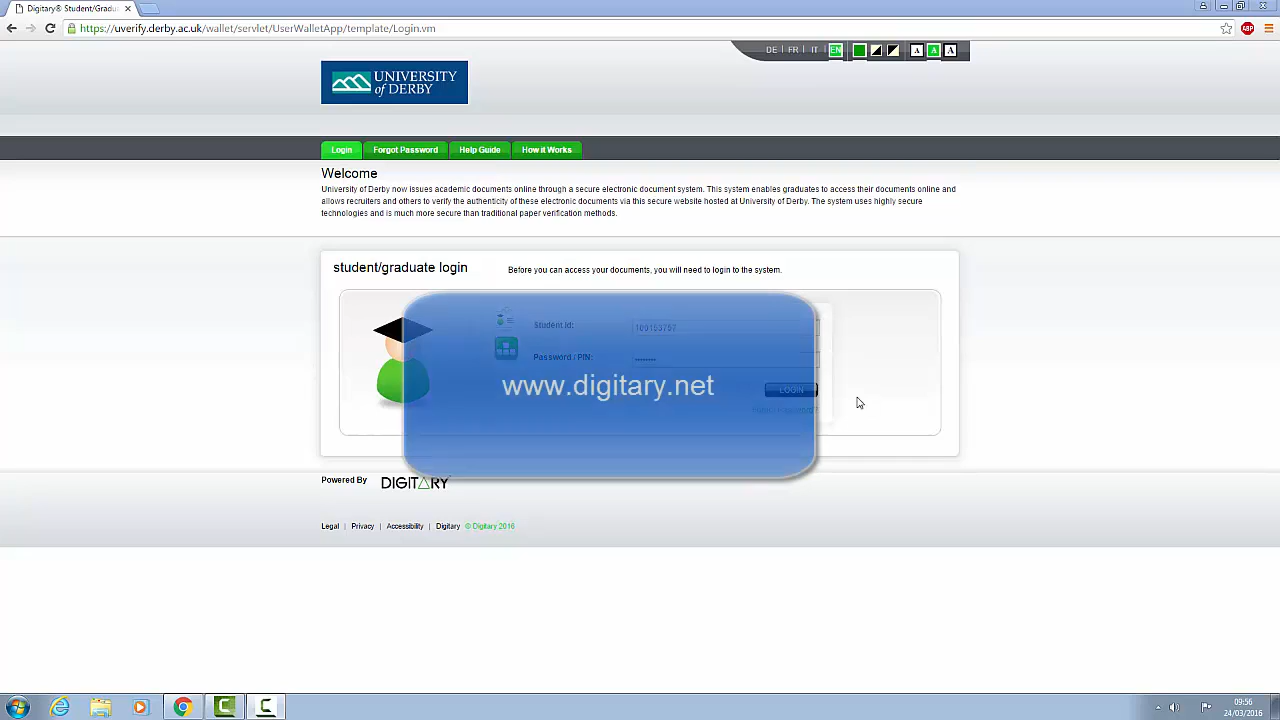 Digitary® Student/Gradu
https://uverify.derby.ac.uk/wallet/servlet/UserWalletApp/template/Login.vm
ABP
DE | FR | IT | EN
A A A
UNIVERSITY
of DERBY
Login Forgot Password Help Guide How it Works
Welcome
University of Derby now issues academic documents online through a secure electronic document system. This system enables graduates to access their documents online and
allows recruiters and others to verify the authenticity of these electronic documents via this secure website hosted at University of Derby. The system uses highly secure
technologies and is much more secure than traditional paper verification methods.
student/graduate login
Before you can access your documents, you will need to login to the system.
Student Id: 100153757
Password / PIN:
www.digitary.net
LOGIN
Powered By DIGITARY
Legal | Privacy | Accessibility | Digitary © Digitary 2016
09:56
24/03/2016